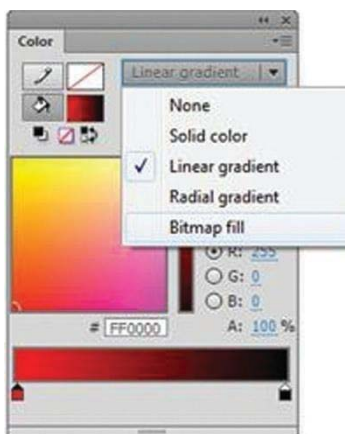 Color
Linear gradient
None
Solid color
Linear gradient
Radial gradient
Bitmap fill
R: 255
G: 0
B: 0
# FF0000 A: 100 %